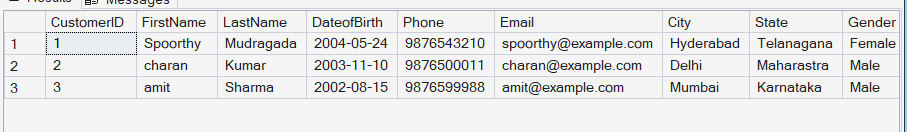 Messages
CustomerID FirstName LastName DateofBirth Phone Email City State Gender
1 1 Spoorthy Mudragada 2004-05-24 9876543210 spoorthy@example.com Hyderabad Telanagana Female
2 2 charan Kumar 2003-11-10 9876500011 charan@example.com Delhi Maharastra Male
3 3 amit Sharma 2002-08-15 9876599988 amit@example.com Mumbai Karnataka Male